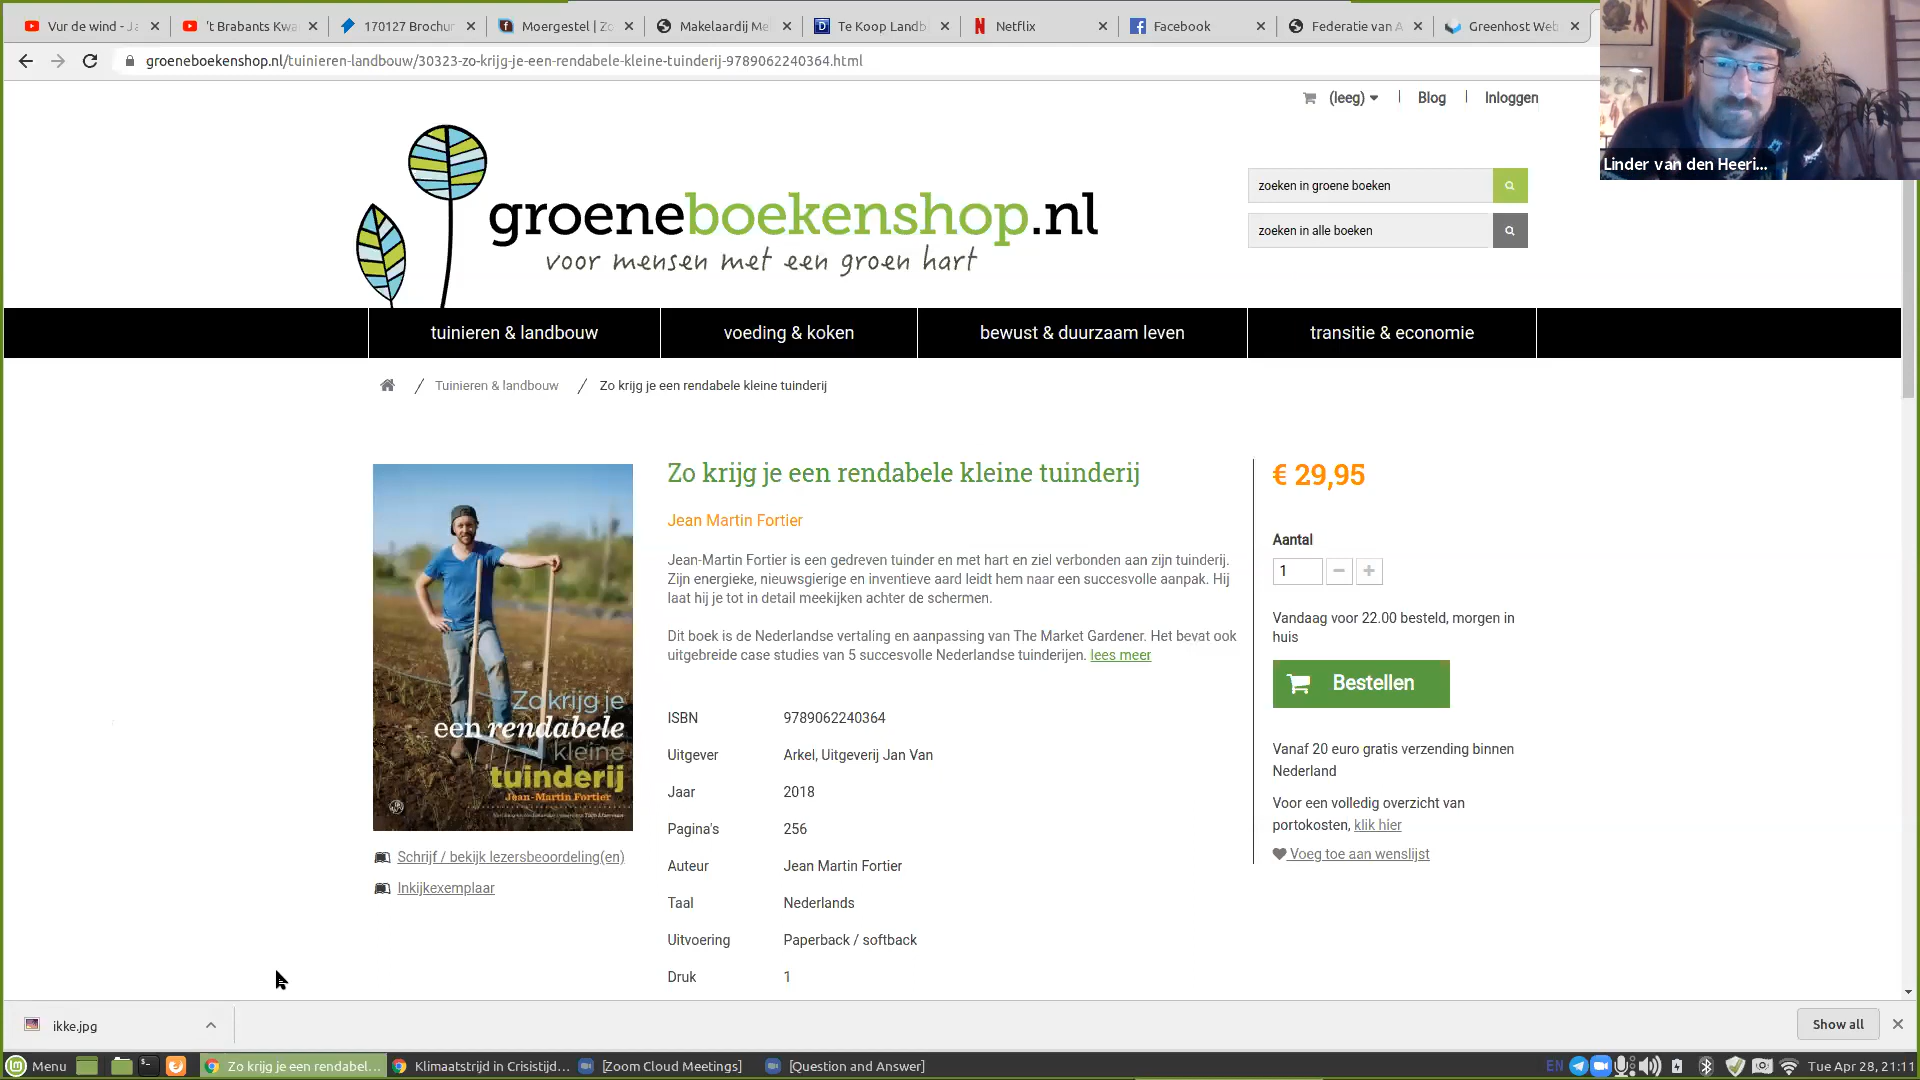 Vur de wind - Ja
't Brabants Kwa
170127 Brochur
Moergestel | Zo
Makelaardij Me
Te Koop Landb
Netflix
Facebook
Federatie van A
Greenhost Web
groeneboekenshop.nl/tuinieren-landbouw/30323-zo-krijg-je-een-rendabele-kleine-tuinderij-9789062240364.html
Linder van den Heeri...
(leeg)
Blog
Inloggen
groeneboekenshop.nl
voor mensen met een groen hart
zoeken in groene boeken
zoeken in alle boeken
tuinieren & landbouw
voeding & koken
bewust & duurzaam leven
transitie & economie
/ Tuinieren & landbouw / Zo krijg je een rendabele kleine tuinderij
Zo krijg je
een rendabele
kleine
tuinderij
Jean-Martin Fortier
Schrijf / bekijk lezersbeoordeling(en)
Inkijkexemplaar
Zo krijg je een rendabele kleine tuinderij
Jean Martin Fortier
Jean-Martin Fortier is een gedreven tuinder en met hart en ziel verbonden aan zijn tuinderij.
Zijn energieke, nieuwsgierige en inventieve aard leidt hem naar een succesvolle aanpak. Hij
laat hij je tot in detail meekijken achter de schermen.
Dit boek is de Nederlandse vertaling en aanpassing van The Market Gardener. Het bevat ook
uitgebreide case studies van 5 succesvolle Nederlandse tuinderijen. lees meer
ISBN 9789062240364
Uitgever Arkel, Uitgeverij Jan Van
Jaar 2018
Pagina's 256
Auteur Jean Martin Fortier
Taal Nederlands
Uitvoering Paperback / softback
Druk 1
€ 29,95
Aantal
1
Vandaag voor 22.00 besteld, morgen in
huis
Bestellen
Vanaf 20 euro gratis verzending binnen
Nederland
Voor een volledig overzicht van
portokosten, klik hier
Voeg toe aan wenslijst
ikke.jpg
Show all
Menu
Zo krijg je een rendabel...
Klimaatstrijd in Crisistijd...
[Zoom Cloud Meetings]
[Question and Answer]
EN
Tue Apr 28, 21:11